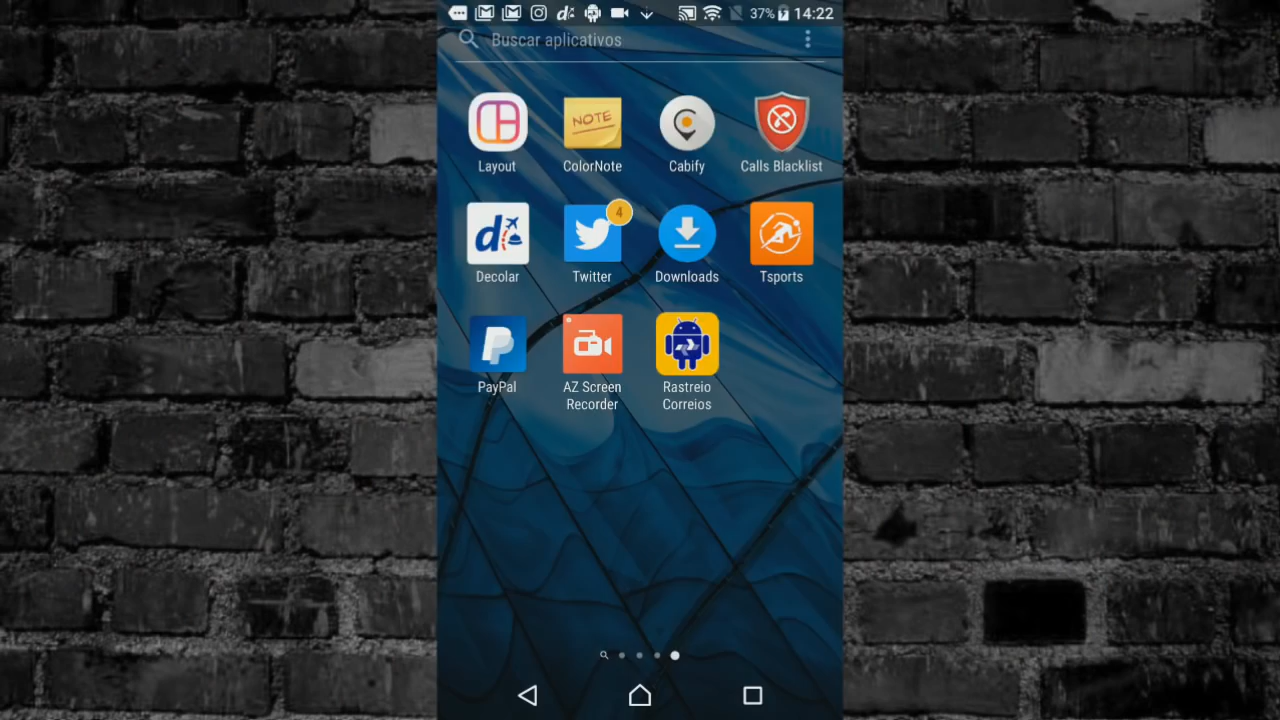 37% 14:22
Buscar aplicativos
NOTE
Layout ColorNote Cabify Calls Blacklist
d 4
Decolar Twitter Downloads Tsports
PayPal AZ Screen Recorder Rastreio Correios